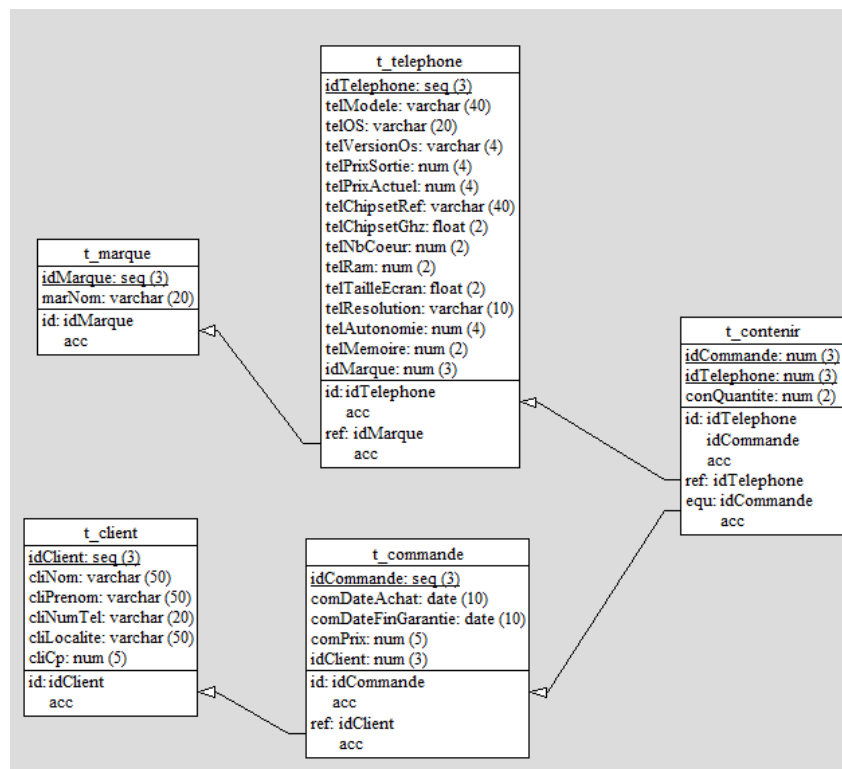 t_telephone
idTelephone: seq (3)
telModele: varchar (40)
telOS: varchar (20)
telVersionOs: varchar (4)
telPrixSortie: num (4)
telPrixActuel: num (4)
telChipsetRef: varchar (40)
telChipsetGhz: float (2)
telNbCoeur: num (2)
telRam: num (2)
telTailleEcran: float (2)
telResolution: varchar (10)
telAutonomie: num (4)
telMemoire: num (2)
idMarque: num (3)
id: idTelephone
acc
ref: idMarque
acc
t_marque
idMarque: seq (3)
marNom: varchar (20)
id: idMarque
acc
t_contenir
idCommande: num (3)
idTelephone: num (3)
conQuantite: num (2)
id: idTelephone
idCommande
acc
ref: idTelephone
equ: idCommande
acc
t_client
idClient: seq (3)
cliNom: varchar (50)
cliPrenom: varchar (50)
cliNumTel: varchar (20)
cliLocalite: varchar (50)
cliCp: num (5)
id: idClient
acc
t_commande
idCommande: seq (3)
comDateAchat: date (10)
comDateFinGarantie: date (10)
comPrix: num (5)
idClient: num (3)
id: idCommande
acc
ref: idClient
acc